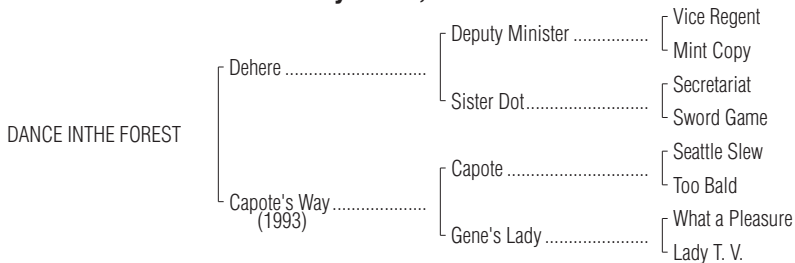 Vice Regent
Deputy Minister ................
Mint Copy
Dehere ..............................
Secretariat
Sister Dot..........................
Sword Game
DANCE INTHE FOREST
Seattle Slew
Capote ..............................
Too Bald
Capote's Way ....................
(1993)
What a Pleasure
Gene's Lady ......................
Lady T. V.